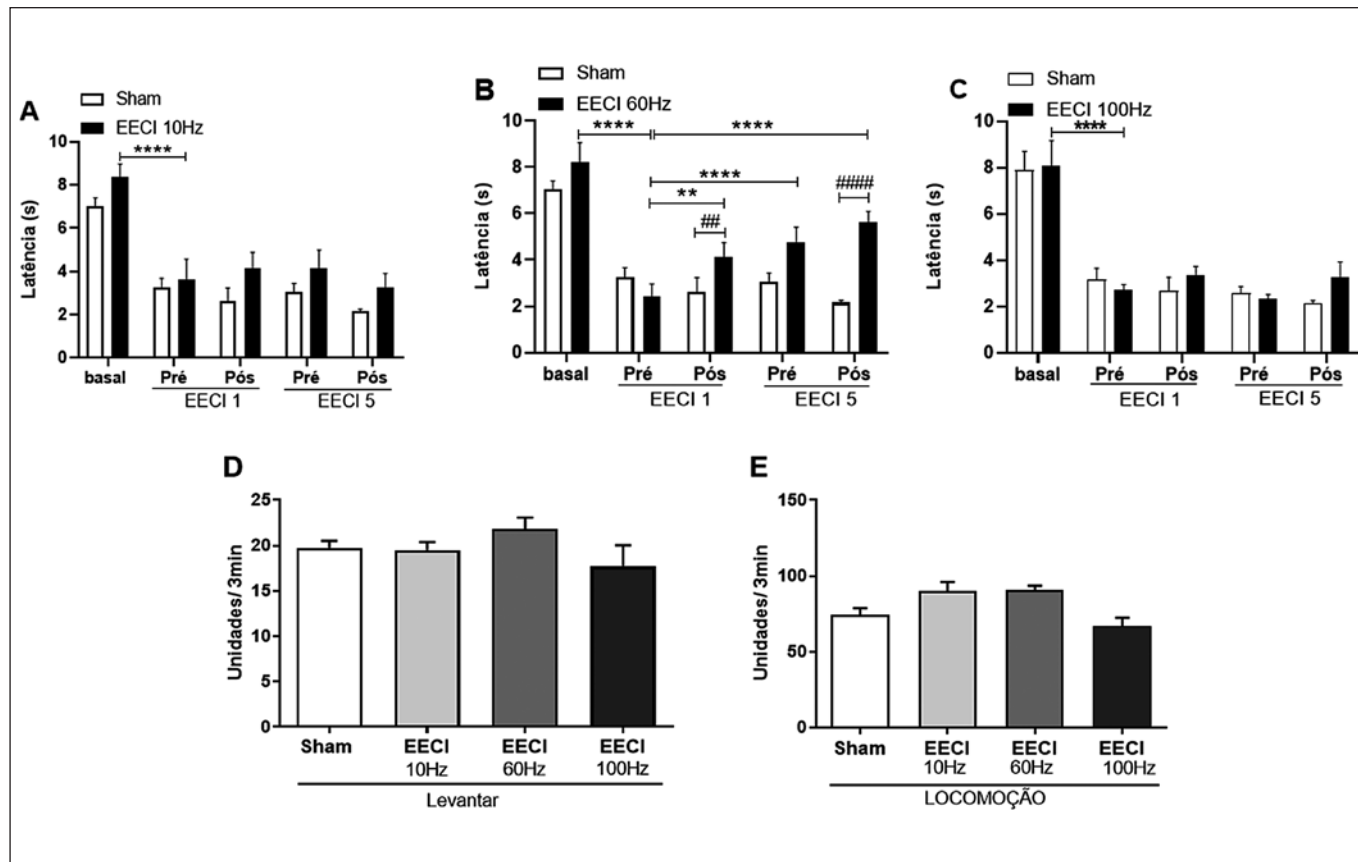 A
Sham
EECI 10Hz
****
Latência (s)
10
8
6
4
2
0
basal
Pré
Pós
Pré
Pós
EECI 1
EECI 5
B
Sham
EECI 60Hz
****
****
****
**
##
####
Latência (s)
10
8
6
4
2
0
basal
Pré
Pós
Pré
Pós
EECI 1
EECI 5
C
Sham
EECI 100Hz
****
Latência (s)
10
8
6
4
2
0
basal
Pré
Pós
Pré
Pós
EECI 1
EECI 5
D
Unidades/ 3min
25
20
15
10
5
0
Sham
EECI
10Hz
EECI
60Hz
EECI
100Hz
Levantar
E
Unidades/ 3min
150
100
50
0
Sham
EECI
10Hz
EECI
60Hz
EECI
100Hz
LOCOMOÇÃO